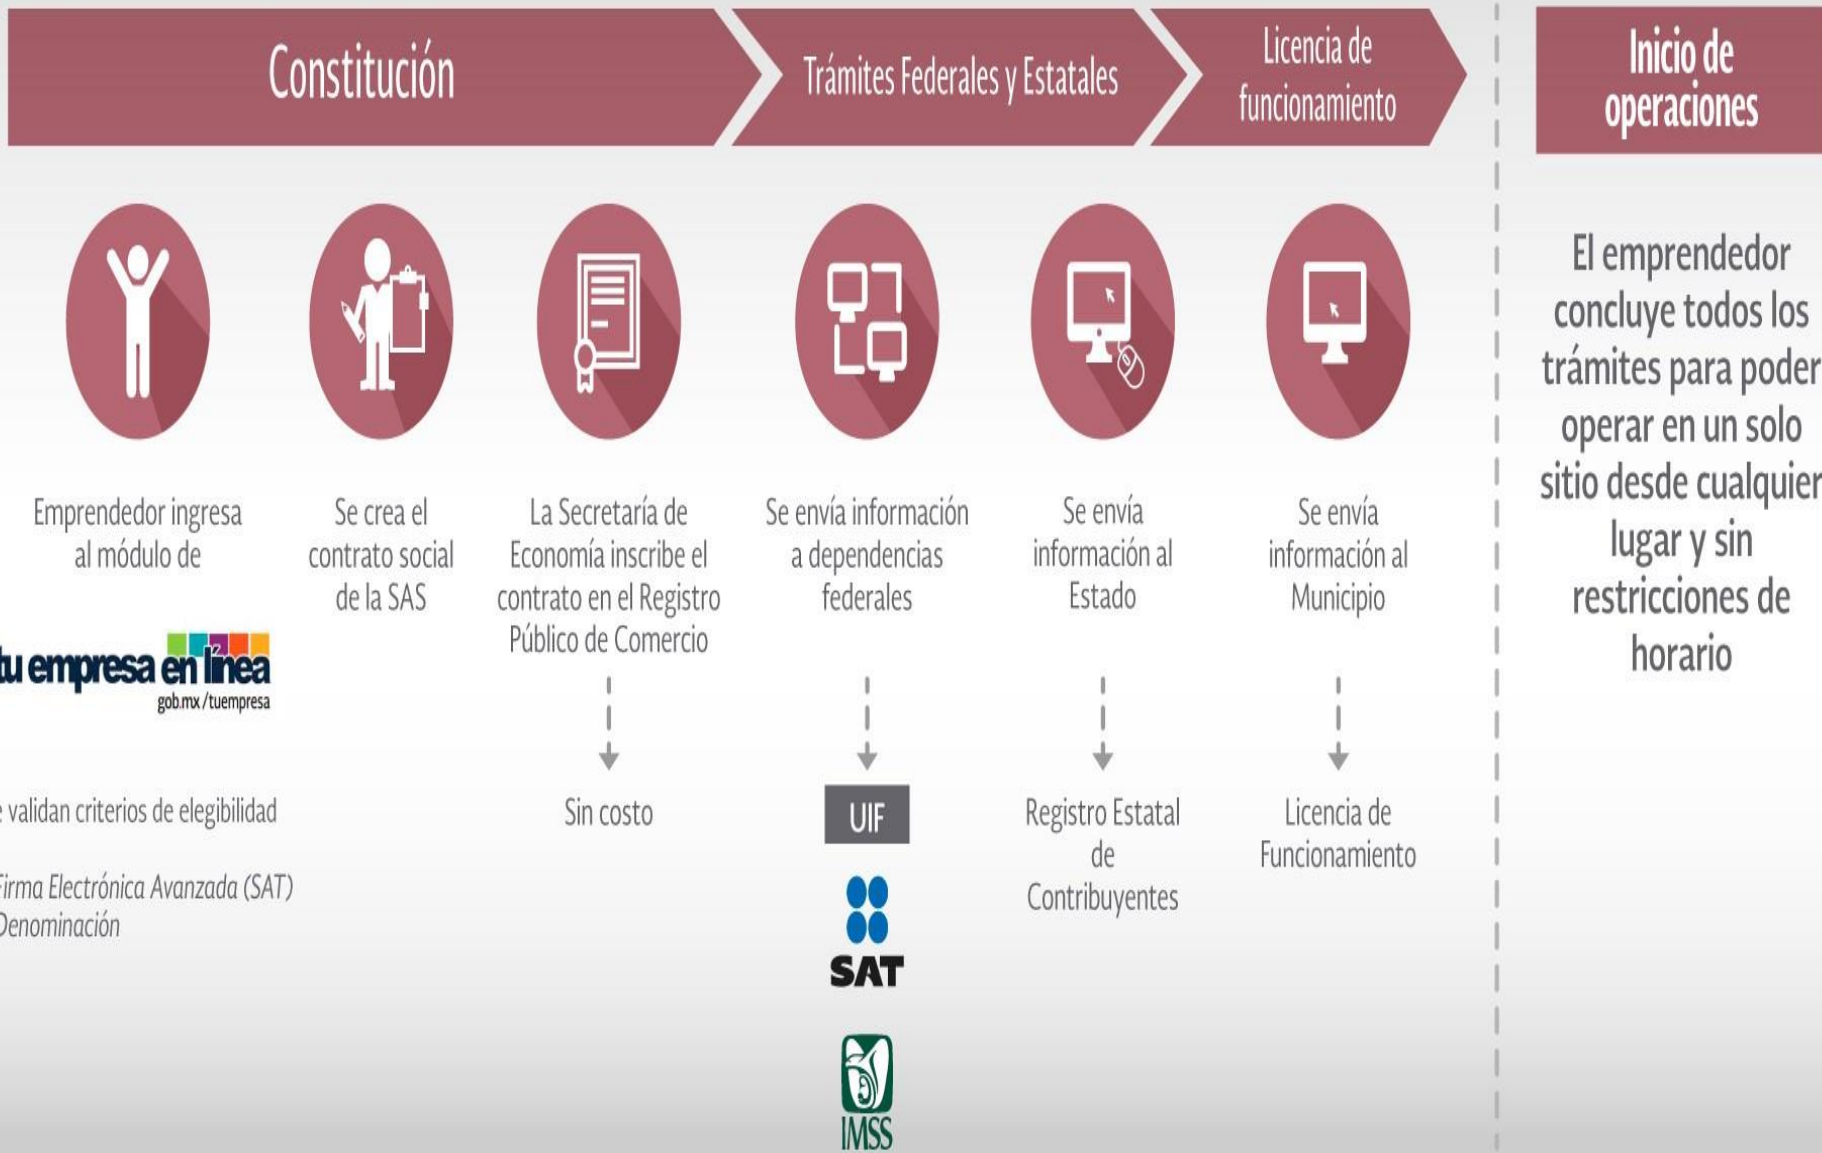 Constitución
Trámites Federales y Estatales
Licencia de
funcionamiento
Inicio de
operaciones
Emprendedor ingresa
al módulo de
tu empresa en línea
gob.mx/tuempresa
e validan criterios de elegibilidad
Firma Electrónica Avanzada (SAT)
Denominación
Se crea el
contrato social
de la SAS
La Secretaría de
Economía inscribe el
contrato en el Registro
Público de Comercio
Sin costo
Se envía información
a dependencias
federales
UIF
SAT
IMSS
Se envía
información al
Estado
Registro Estatal
de
Contribuyentes
Se envía
información al
Municipio
Licencia de
Funcionamiento
El emprendedor
concluye todos los
trámites para poder
operar en un solo
sitio desde cualquier
lugar y sin
restricciones de
horario